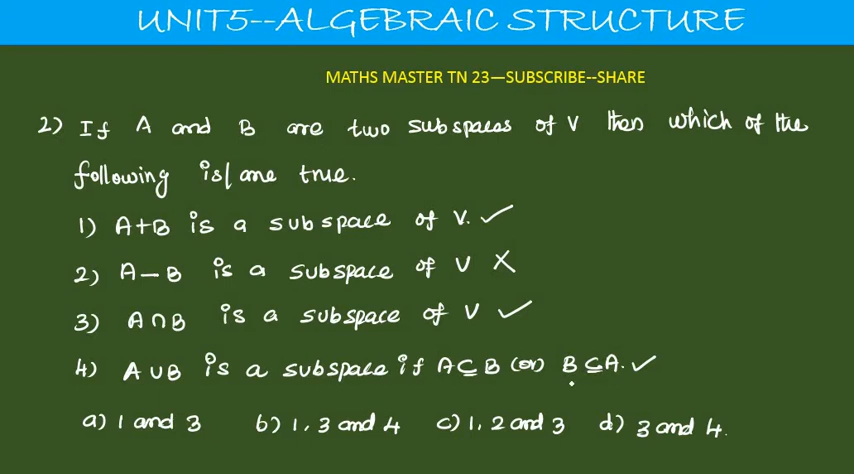 UNIT5--ALGEBRAIC STRUCTURE
MATHS MASTER TN 23—SUBSCRIBE--SHARE
2) If A and B are two subspaces of V then which of the
following is/are true.
1) A+B is a subspace of V. ✓
2) A-B is a subspace of V X
3) A∩B is a subspace of V ✓
4) A∪B is a subspace if A⊆B (or) B⊆A. ✓
a) 1 and 3 b) 1, 3 and 4 c) 1, 2 and 3 d) 3 and 4.